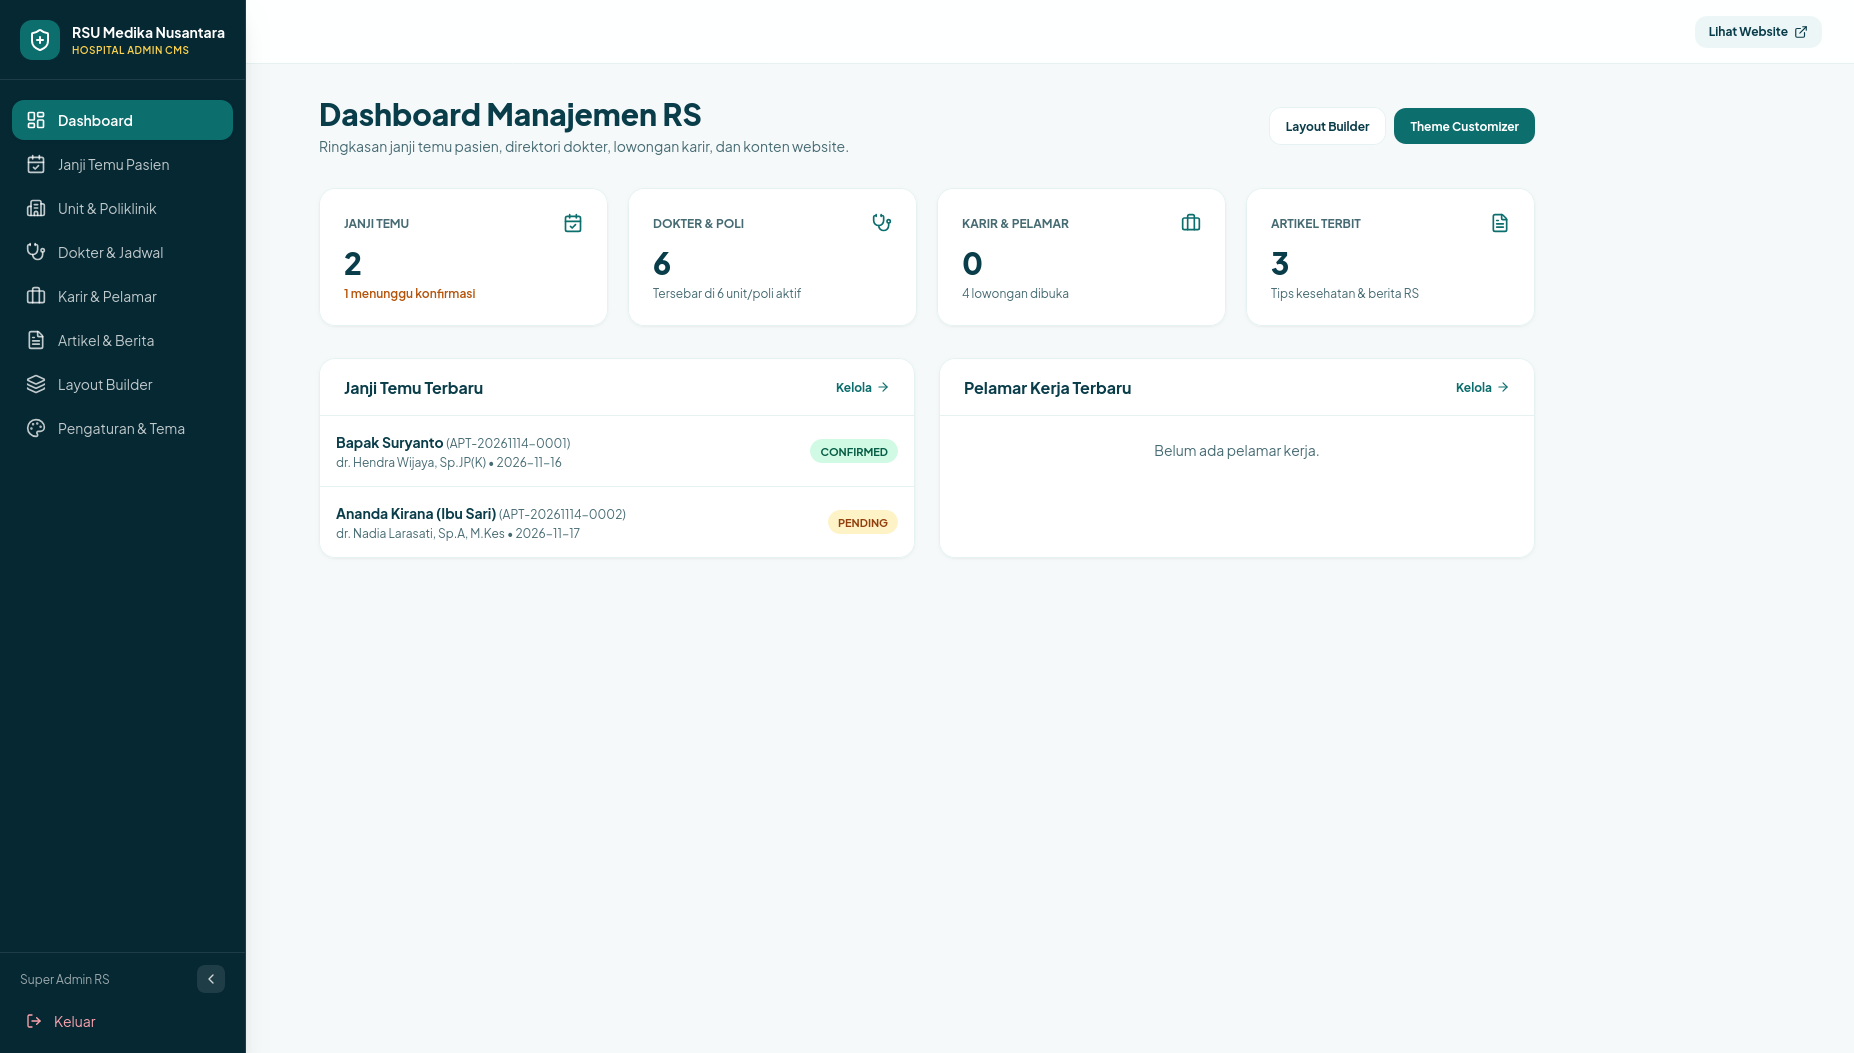 RSU Medika Nusantara
HOSPITAL ADMIN CMS
Dashboard
Janji Temu Pasien
Unit & Poliklinik
Dokter & Jadwal
Karir & Pelamar
Artikel & Berita
Layout Builder
Pengaturan & Tema
Super Admin RS
Keluar
Lihat Website
Dashboard Manajemen RS
Ringkasan janji temu pasien, direktori dokter, lowongan karir, dan konten website.
Layout Builder
Theme Customizer
JANJI TEMU
2
1 menunggu konfirmasi
DOKTER & POLI
6
Tersebar di 6 unit/poli aktif
KARIR & PELAMAR
0
4 lowongan dibuka
ARTIKEL TERBIT
3
Tips kesehatan & berita RS
Janji Temu Terbaru
Kelola →
Bapak Suryanto (APT-20261114-0001)
dr. Hendra Wijaya, Sp.JP(K) • 2026-11-16
CONFIRMED
Ananda Kirana (Ibu Sari) (APT-20261114-0002)
dr. Nadia Larasati, Sp.A, M.Kes • 2026-11-17
PENDING
Pelamar Kerja Terbaru
Kelola →
Belum ada pelamar kerja.